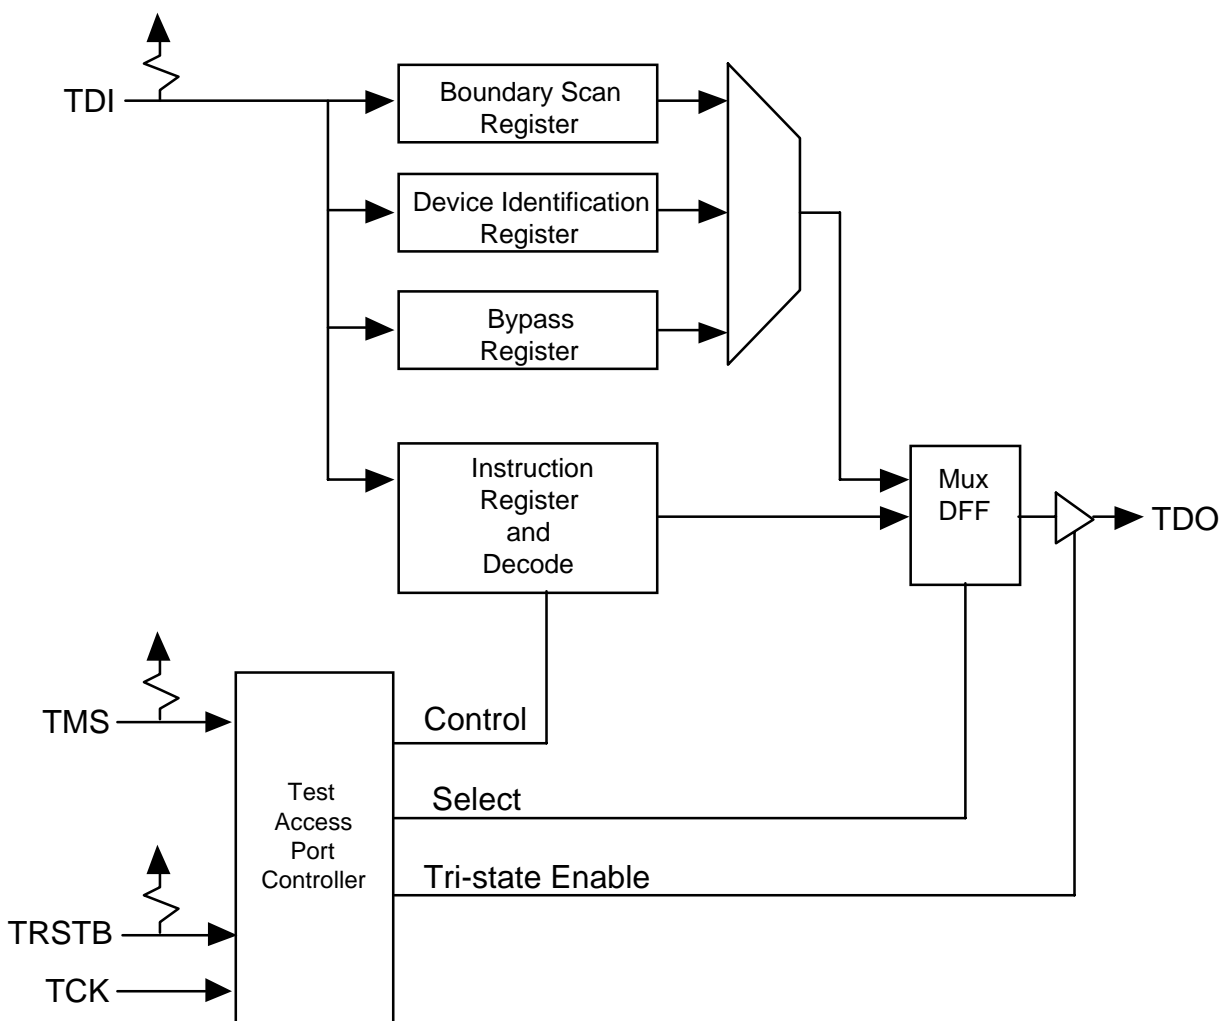 TDI
Boundary Scan
Register
Device Identification
Register
Bypass
Register
Instruction
Register
and
Decode
Mux
DFF
TDO
TMS
Control
Test
Access
Port
Controller
Select
Tri-state Enable
TRSTB
TCK